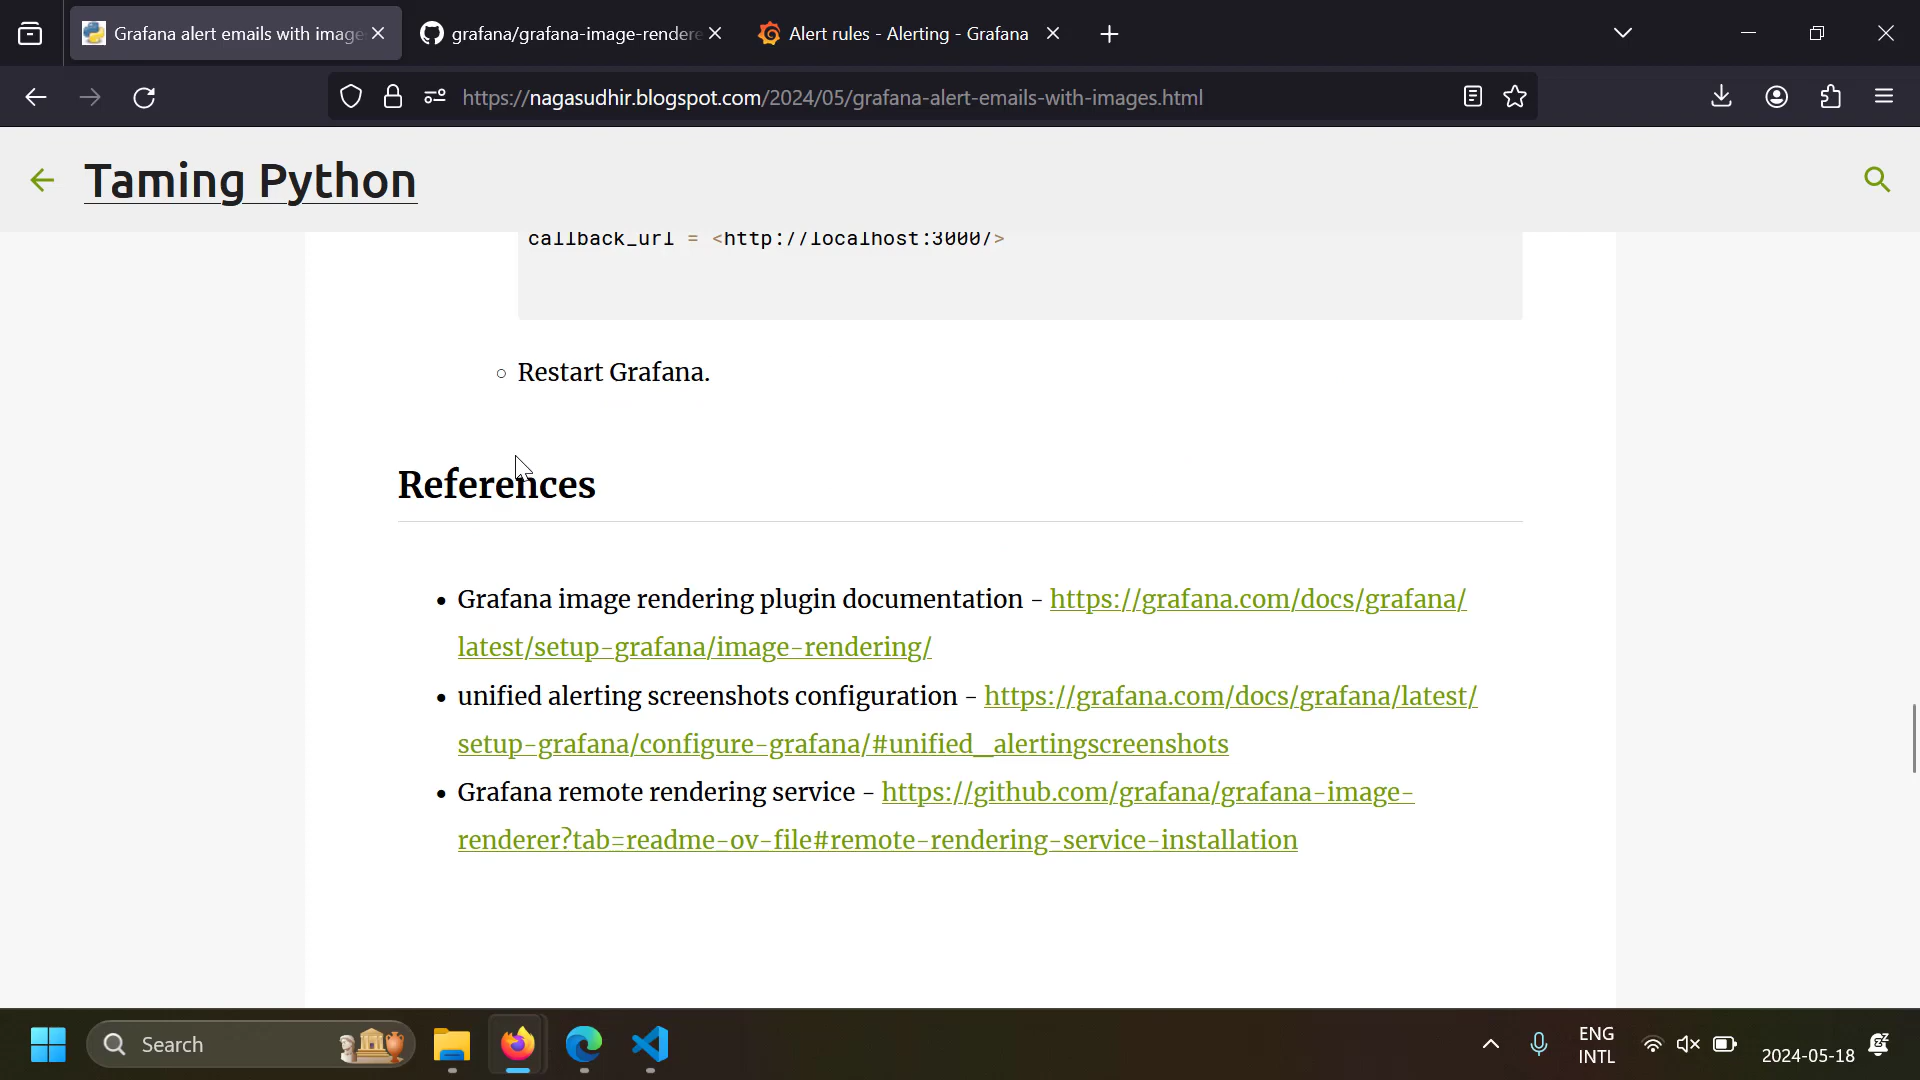 Grafana alert emails with image
grafana/grafana-image-rendere
Alert rules - Alerting - Grafana
https://nagasudhir.blogspot.com/2024/05/grafana-alert-emails-with-images.html
Taming Python
callback_url = <http://localhost:3000/>
Restart Grafana.
References
Grafana image rendering plugin documentation - https://grafana.com/docs/grafana/
latest/setup-grafana/image-rendering/
unified alerting screenshots configuration - https://grafana.com/docs/grafana/latest/
setup-grafana/configure-grafana/#unified_alertingscreenshots
Grafana remote rendering service - https://github.com/grafana/grafana-image-
renderer?tab=readme-ov-file#remote-rendering-service-installation
Search
ENG
INTL
2024-05-18